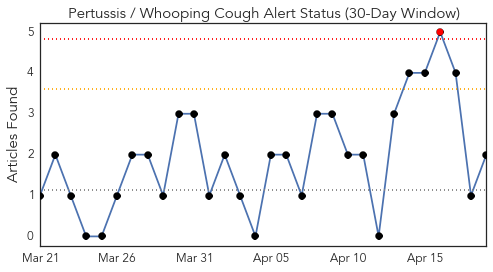 Pertussis / Whooping Cough Alert Status (30-Day Window)
Articles Found
5
4
3
2
1
0
Mar 21 Mar 26 Mar 31 Apr 05 Apr 10 Apr 15